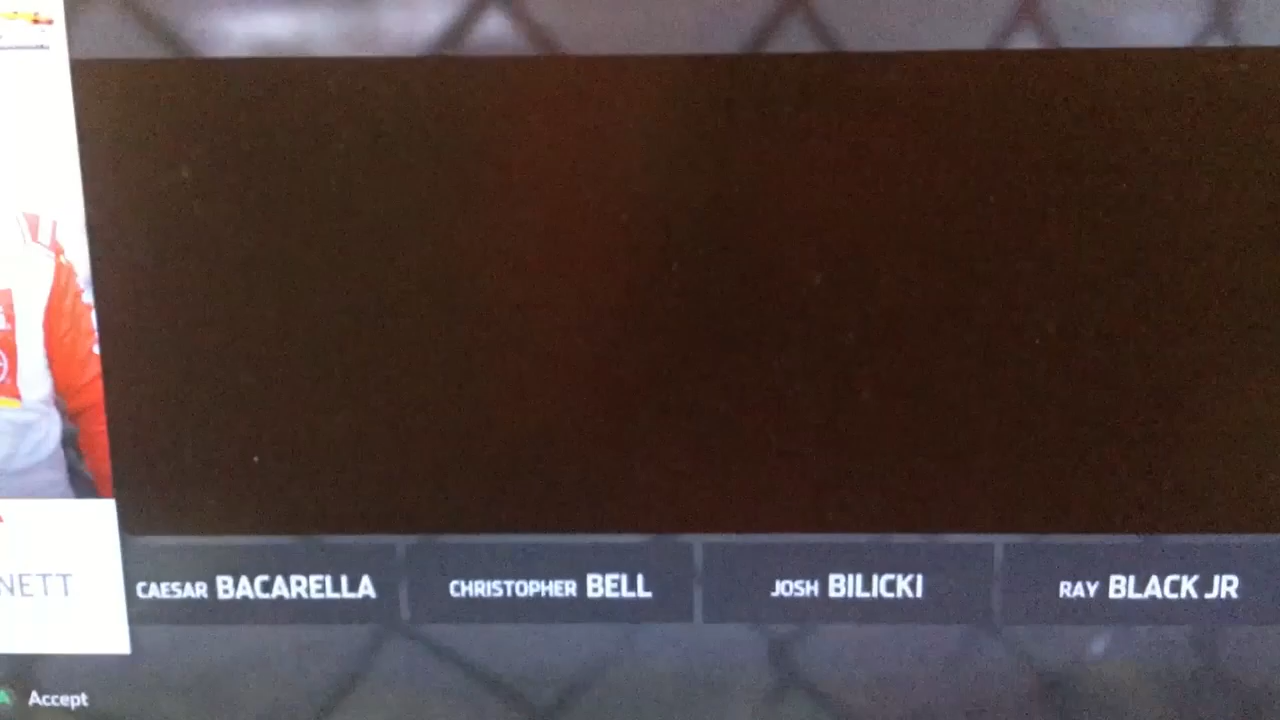 NETT
CAESAR BACARELLA
CHRISTOPHER BELL
JOSH BILICKI
RAY BLACK JR
A Accept